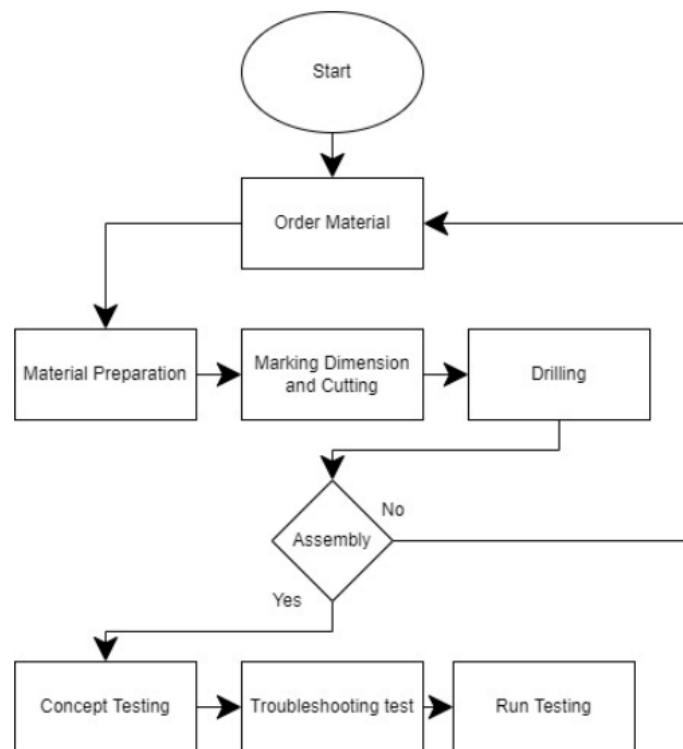 Start
Order Material
Material Preparation
Marking Dimension
and Cutting
Drilling
Assembly
No
Yes
Concept Testing
Troubleshooting test
Run Testing